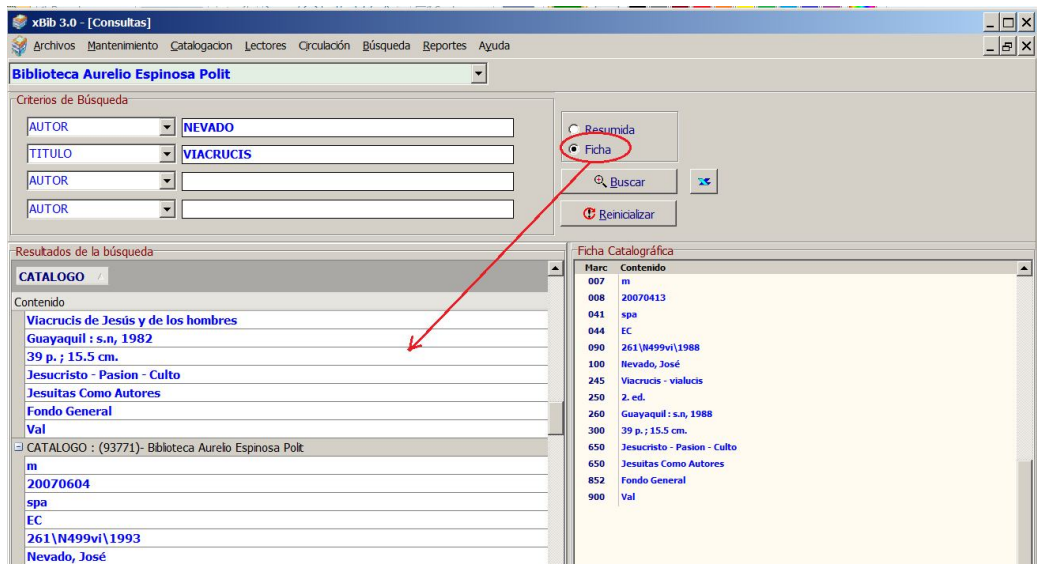 xBib 3.0 - [Consultas]
Archivos Mantenimiento Catalogacion Lectores Circulación Búsqueda Reportes Ayuda
Biblioteca Aurelio Espinosa Polit
Criterios de Búsqueda
AUTOR NEVADO
TITULO VIACRUCIS
AUTOR
AUTOR
Resumida
Ficha
Buscar
Reinicializar
Resultados de la búsqueda
CATALOGO
Contenido
Viacrucis de Jesús y de los hombres
Guayaquil : s.n, 1982
39 p. ; 15.5 cm.
Jesucristo - Pasion - Culto
Jesuitas Como Autores
Fondo General
Val
CATALOGO : (93771)- Biblioteca Aurelio Espinosa Polit
m
20070604
spa
EC
261\N499vi\1993
Nevado, José
Ficha Catalográfica
Marc Contenido
007 m
008 20070413
041 spa
044 EC
090 261\N499vi\1988
100 Nevado, José
245 Viacrucis - vialucis
250 2. ed.
260 Guayaquil : s.n, 1988
300 39 p. ; 15.5 cm.
650 Jesucristo - Pasion - Culto
650 Jesuitas Como Autores
852 Fondo General
900 Val